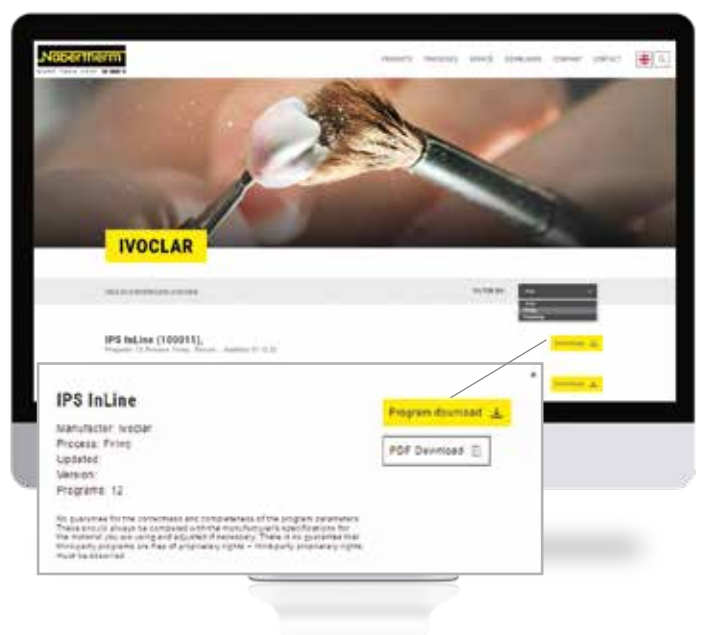 Nabertherm
PRODUCTS PROCESSES SERVICE DOWNLOADS COMPANY CONTACT
IVOCLAR
FILTER BY:
IPS InLine (100011),
Download
Download
IPS InLine
Manufactor: Ivoclar
Process: Firing
Updated:
Version:
Programs: 12
Program download
PDF Download
No guarantee for the correctness and completeness of the program parameters.
These should always be compared with the manufacturer's specifications for
the material you are using and adjusted if necessary. There is no guarantee that
third-party programs are free of proprietary rights – third-party proprietary rights
must be observed.